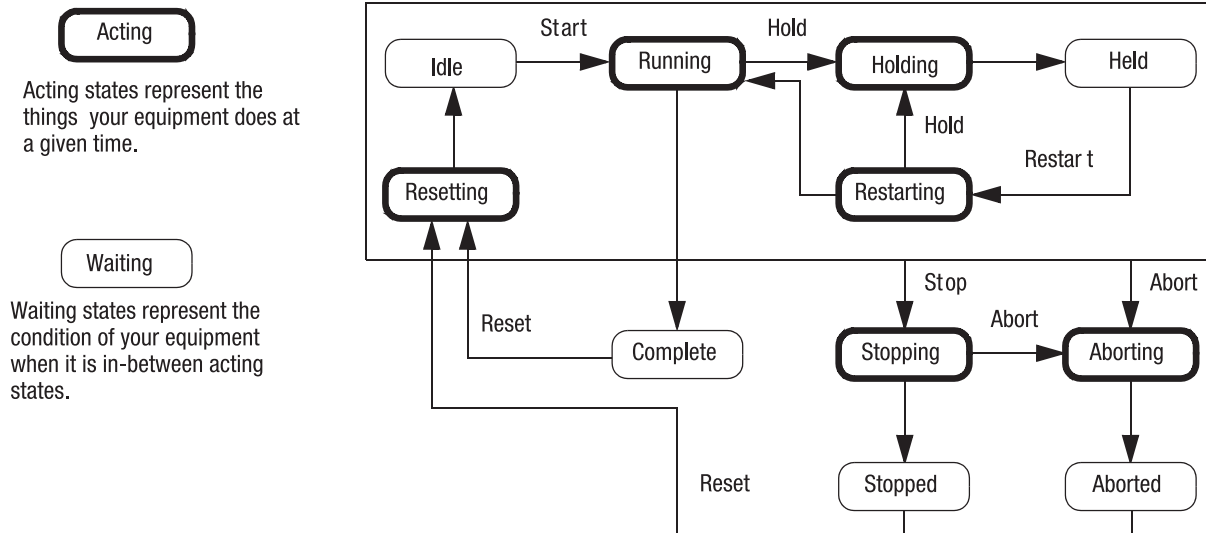 Acting
Acting states represent the
things your equipment does at
a given time.
Waiting
Waiting states represent the
condition of your equipment
when it is in-between acting
states.
Start
Hold
Idle
Running
Holding
Held
Hold
Restar t
Resetting
Restarting
Stop
Abort
Reset
Abort
Complete
Stopping
Aborting
Reset
Stopped
Aborted